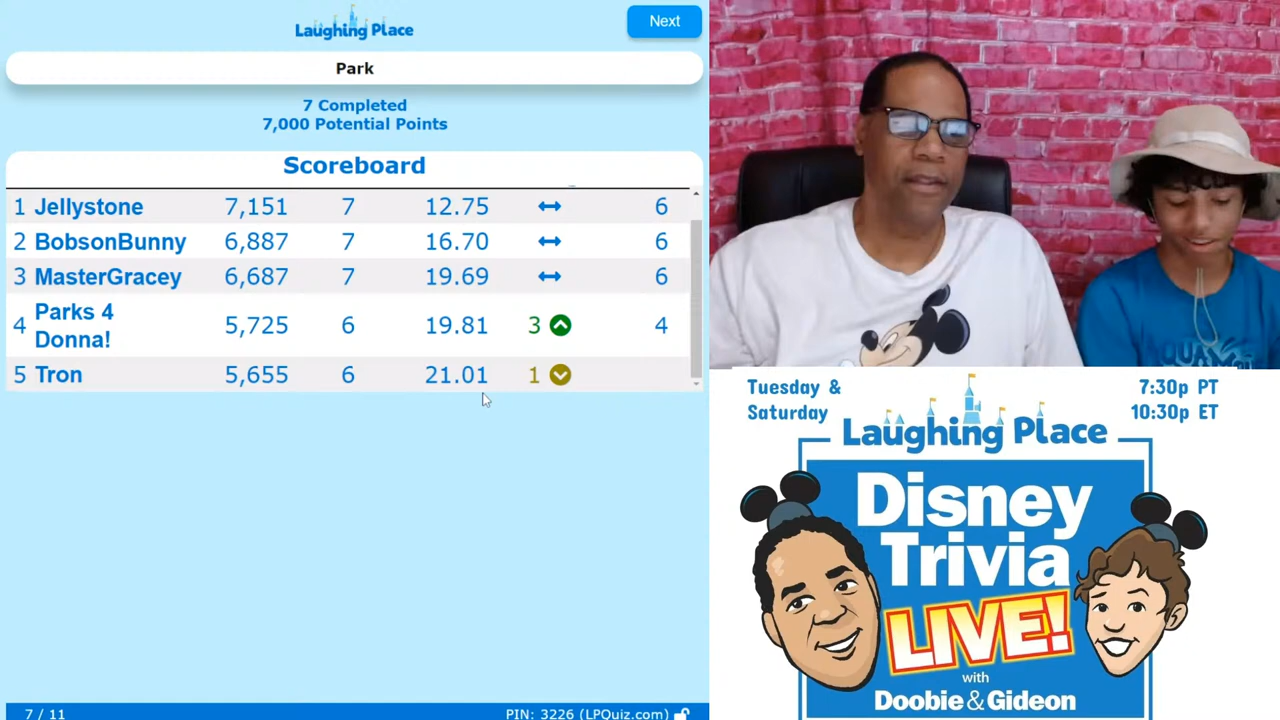 Laughing Place
Next
Park
7 Completed
7,000 Potential Points
Scoreboard
1 Jellystone 7,151 7 12.75 6
2 BobsonBunny 6,887 7 16.70 6
3 MasterGracey 6,687 7 19.69 6
4 Parks 4 Donna! 5,725 6 19.81 3 4
5 Tron 5,655 6 21.01 1
7 / 11
PIN: 3226 (LPQuiz.com)
Tuesday &
Saturday
7:30p PT
10:30p ET
Laughing Place
Disney
Trivia
LIVE!
with
Doobie & Gideon